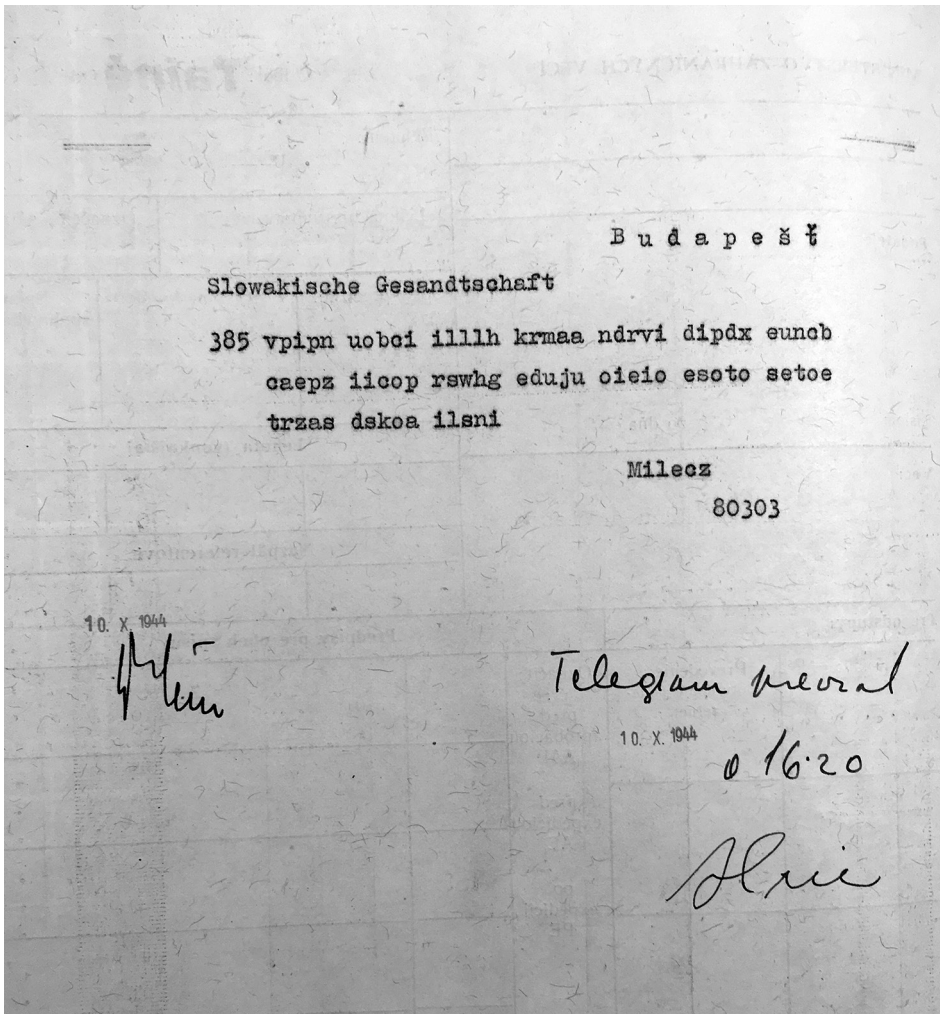 Budapešť
Slowakische Gesandtschaft
385 vpipn uobci illlh krmaa ndrvi dipdx euncb
caepz iicop rswhg eduju oieio esoto setoe
trzas dskoa ilsni
Milecz
80303
10. X. 1944
Telegram prevzal
10. X. 1944
o 16.20